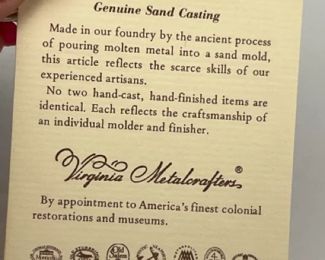 Genuine Sand Casting
Made in our foundry by the ancient process
of pouring molten metal into a sand mold,
this article reflects the scarce skills of our
experienced artisans.
No two hand-cast, hand-finished items are
identical. Each reflects the craftsmanship of
an individual molder and finisher.
Virginia Metalcrafters®
By appointment to America's finest colonial
restorations and museums.
Old
Salem